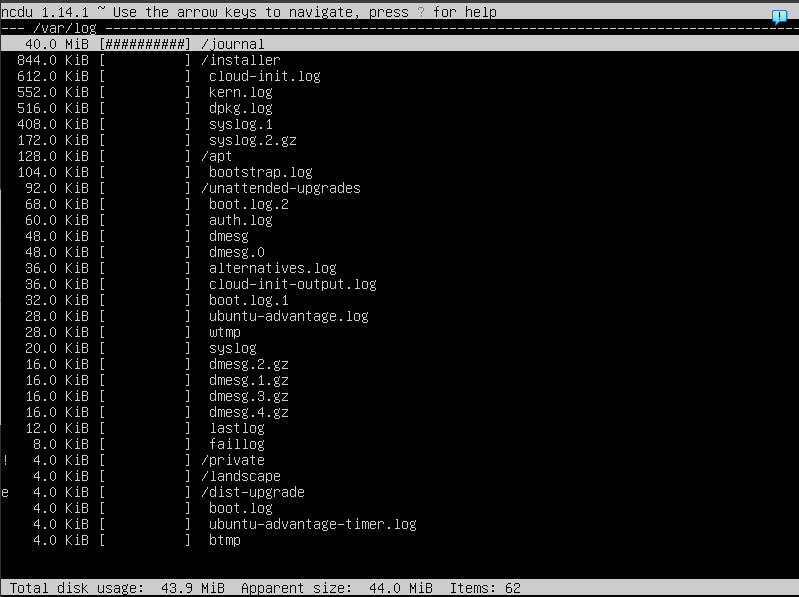 ncdu 1.14.1 ~ Use the arrow keys to navigate, press ? for help
--- /var/log ----------------------------------------------------------------------------------------
   40.0 MiB [##########] /journal
  844.0 KiB [          ] /installer
  612.0 KiB [          ]  cloud-init.log
  552.0 KiB [          ]  kern.log
  516.0 KiB [          ]  dpkg.log
  408.0 KiB [          ]  syslog.1
  172.0 KiB [          ]  syslog.2.gz
  128.0 KiB [          ] /apt
  104.0 KiB [          ]  bootstrap.log
   92.0 KiB [          ] /unattended-upgrades
   68.0 KiB [          ]  boot.log.2
   60.0 KiB [          ]  auth.log
   48.0 KiB [          ]  dmesg
   48.0 KiB [          ]  dmesg.0
   36.0 KiB [          ]  alternatives.log
   36.0 KiB [          ]  cloud-init-output.log
   32.0 KiB [          ]  boot.log.1
   28.0 KiB [          ]  ubuntu-advantage.log
   28.0 KiB [          ]  wtmp
   20.0 KiB [          ]  syslog
   16.0 KiB [          ]  dmesg.2.gz
   16.0 KiB [          ]  dmesg.1.gz
   16.0 KiB [          ]  dmesg.3.gz
   16.0 KiB [          ]  dmesg.4.gz
   12.0 KiB [          ]  lastlog
    8.0 KiB [          ]  faillog
!   4.0 KiB [          ] /private
    4.0 KiB [          ] /landscape
e   4.0 KiB [          ] /dist-upgrade
    4.0 KiB [          ]  boot.log
    4.0 KiB [          ]  ubuntu-advantage-timer.log
    4.0 KiB [          ]  btmp
 Total disk usage:  43.9 MiB  Apparent size:  44.0 MiB  Items: 62